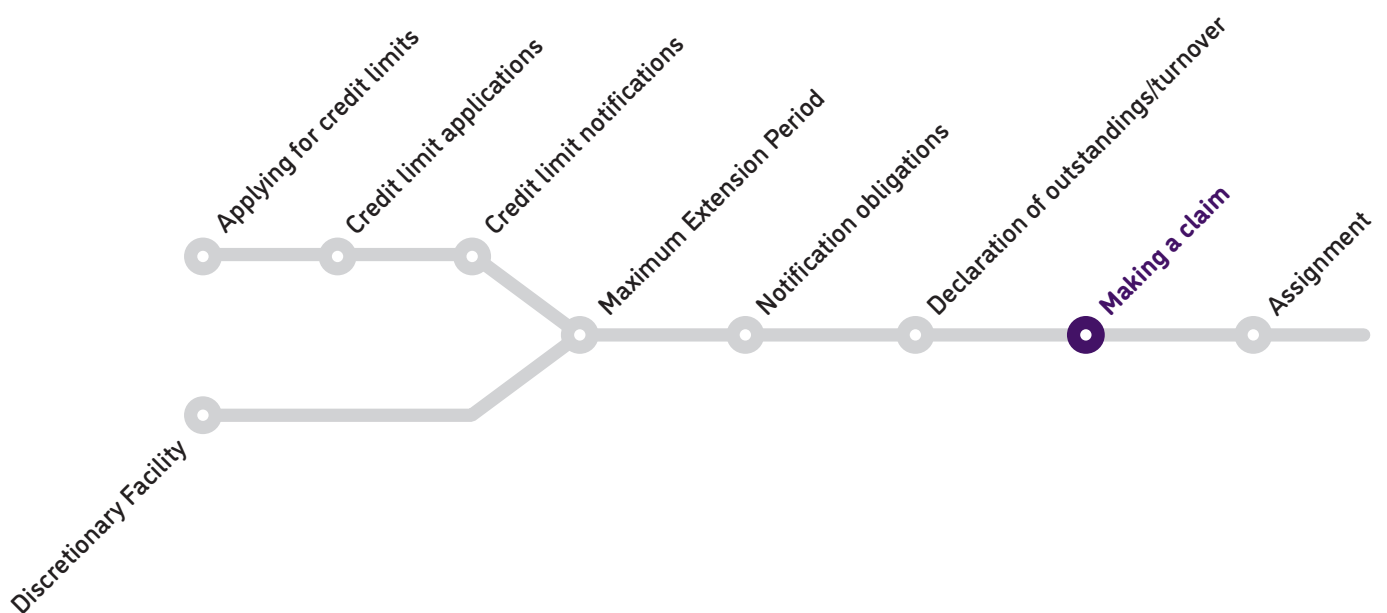 Applying for credit limits
Credit limit applications
Credit limit notifications
Maximum Extension Period
Notification obligations
Declaration of outstandings/turnover
Making a claim
Assignment
Discretionary Facility